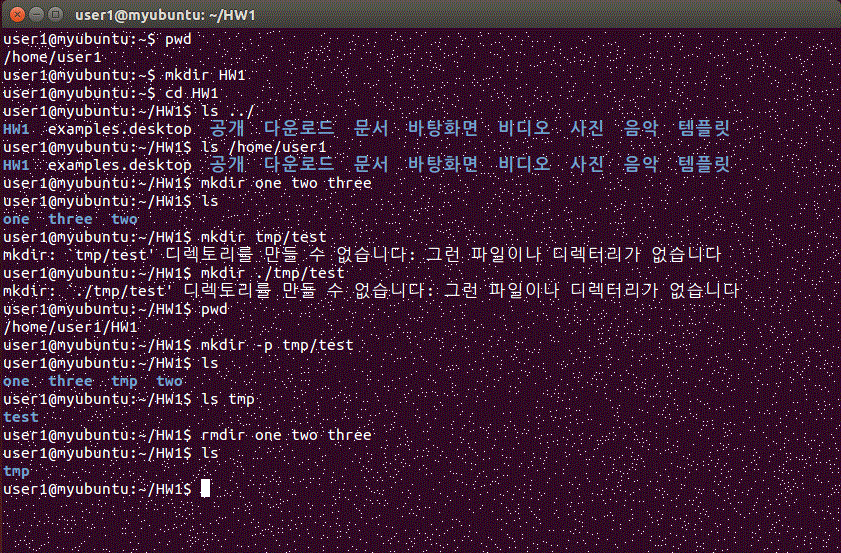 user1@myubuntu: ~/HW1
user1@myubuntu:~$ pwd
/home/user1
user1@myubuntu:~$ mkdir HW1
user1@myubuntu:~$ cd HW1
user1@myubuntu:~/HW1$ ls ../
HW1  examples.desktop  공개  다운로드  문서  바탕화면  비디오  사진  음악  템플릿
user1@myubuntu:~/HW1$ ls /home/user1
HW1  examples.desktop  공개  다운로드  문서  바탕화면  비디오  사진  음악  템플릿
user1@myubuntu:~/HW1$ mkdir one two three
user1@myubuntu:~/HW1$ ls
one  three  two
user1@myubuntu:~/HW1$ mkdir tmp/test
mkdir: `tmp/test' 디렉토리를 만들 수 없습니다: 그런 파일이나 디렉터리가 없습니다
user1@myubuntu:~/HW1$ mkdir ./tmp/test
mkdir: `./tmp/test' 디렉토리를 만들 수 없습니다: 그런 파일이나 디렉터리가 없습니다
user1@myubuntu:~/HW1$ pwd
/home/user1/HW1
user1@myubuntu:~/HW1$ mkdir -p tmp/test
user1@myubuntu:~/HW1$ ls
one  three  tmp  two
user1@myubuntu:~/HW1$ ls tmp
test
user1@myubuntu:~/HW1$ rmdir one two three
user1@myubuntu:~/HW1$ ls
tmp
user1@myubuntu:~/HW1$